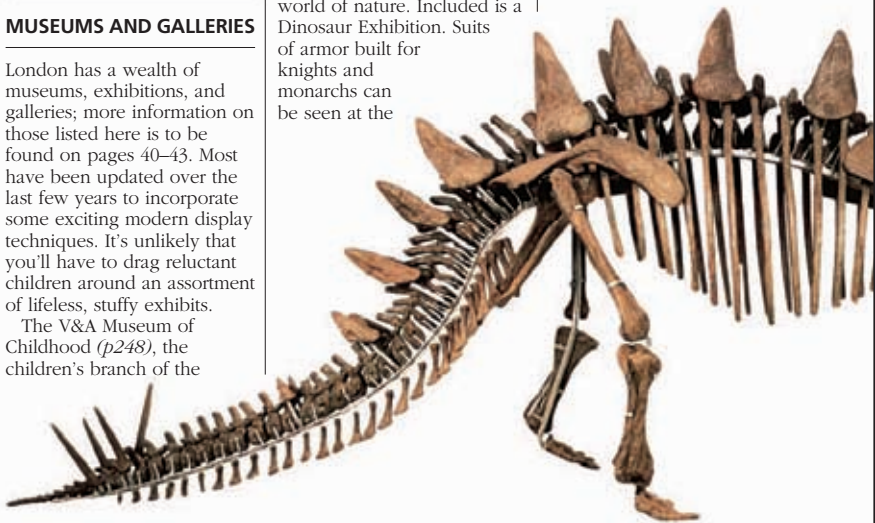 MUSEUMS AND GALLERIES
London has a wealth of
museums, exhibitions, and
galleries; more information on
those listed here is to be
found on pages 40–43. Most
have been updated over the
last few years to incorporate
some exciting modern display
techniques. It's unlikely that
you'll have to drag reluctant
children around an assortment
of lifeless, stuffy exhibits.
The V&A Museum of
Childhood (p248), the
children's branch of the
world of nature. Included is a
Dinosaur Exhibition. Suits
of armor built for
knights and
monarchs can
be seen at the